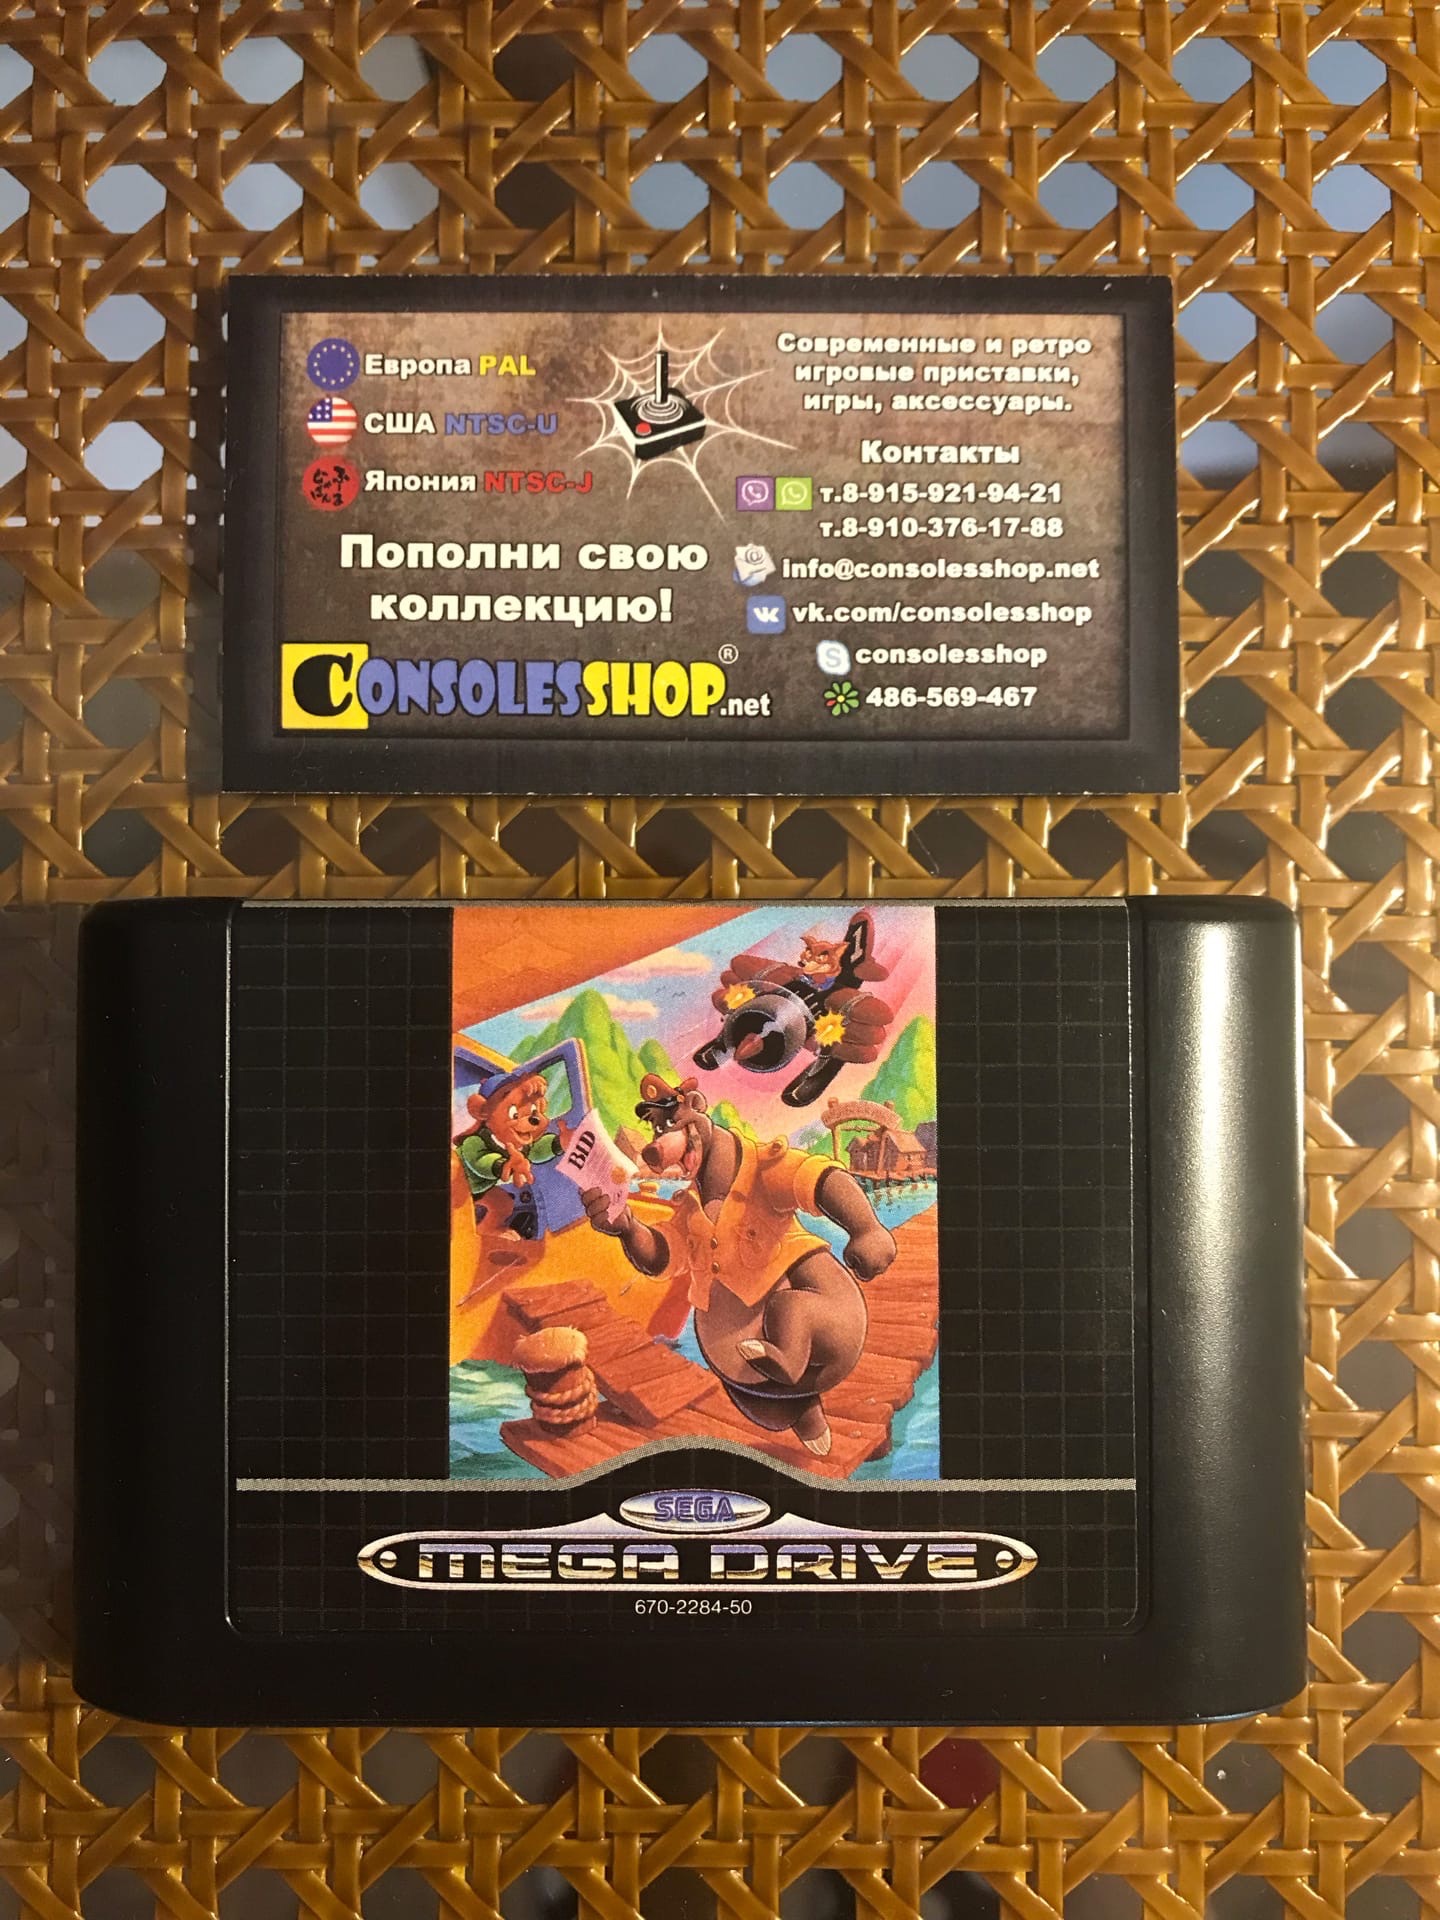 Европа PAL
США NTSC-U
Япония NTSC-J
Пополни свою
коллекцию!
CONSOLESSHOP®.net
Современные и ретро
игровые приставки,
игры, аксессуары.
Контакты
т.8-915-921-94-21
т.8-910-376-17-88
info@consolesshop.net
vk.com/consolesshop
consolesshop
486-569-467
1
BID
SEGA
MEGA DRIVE
670-2284-50